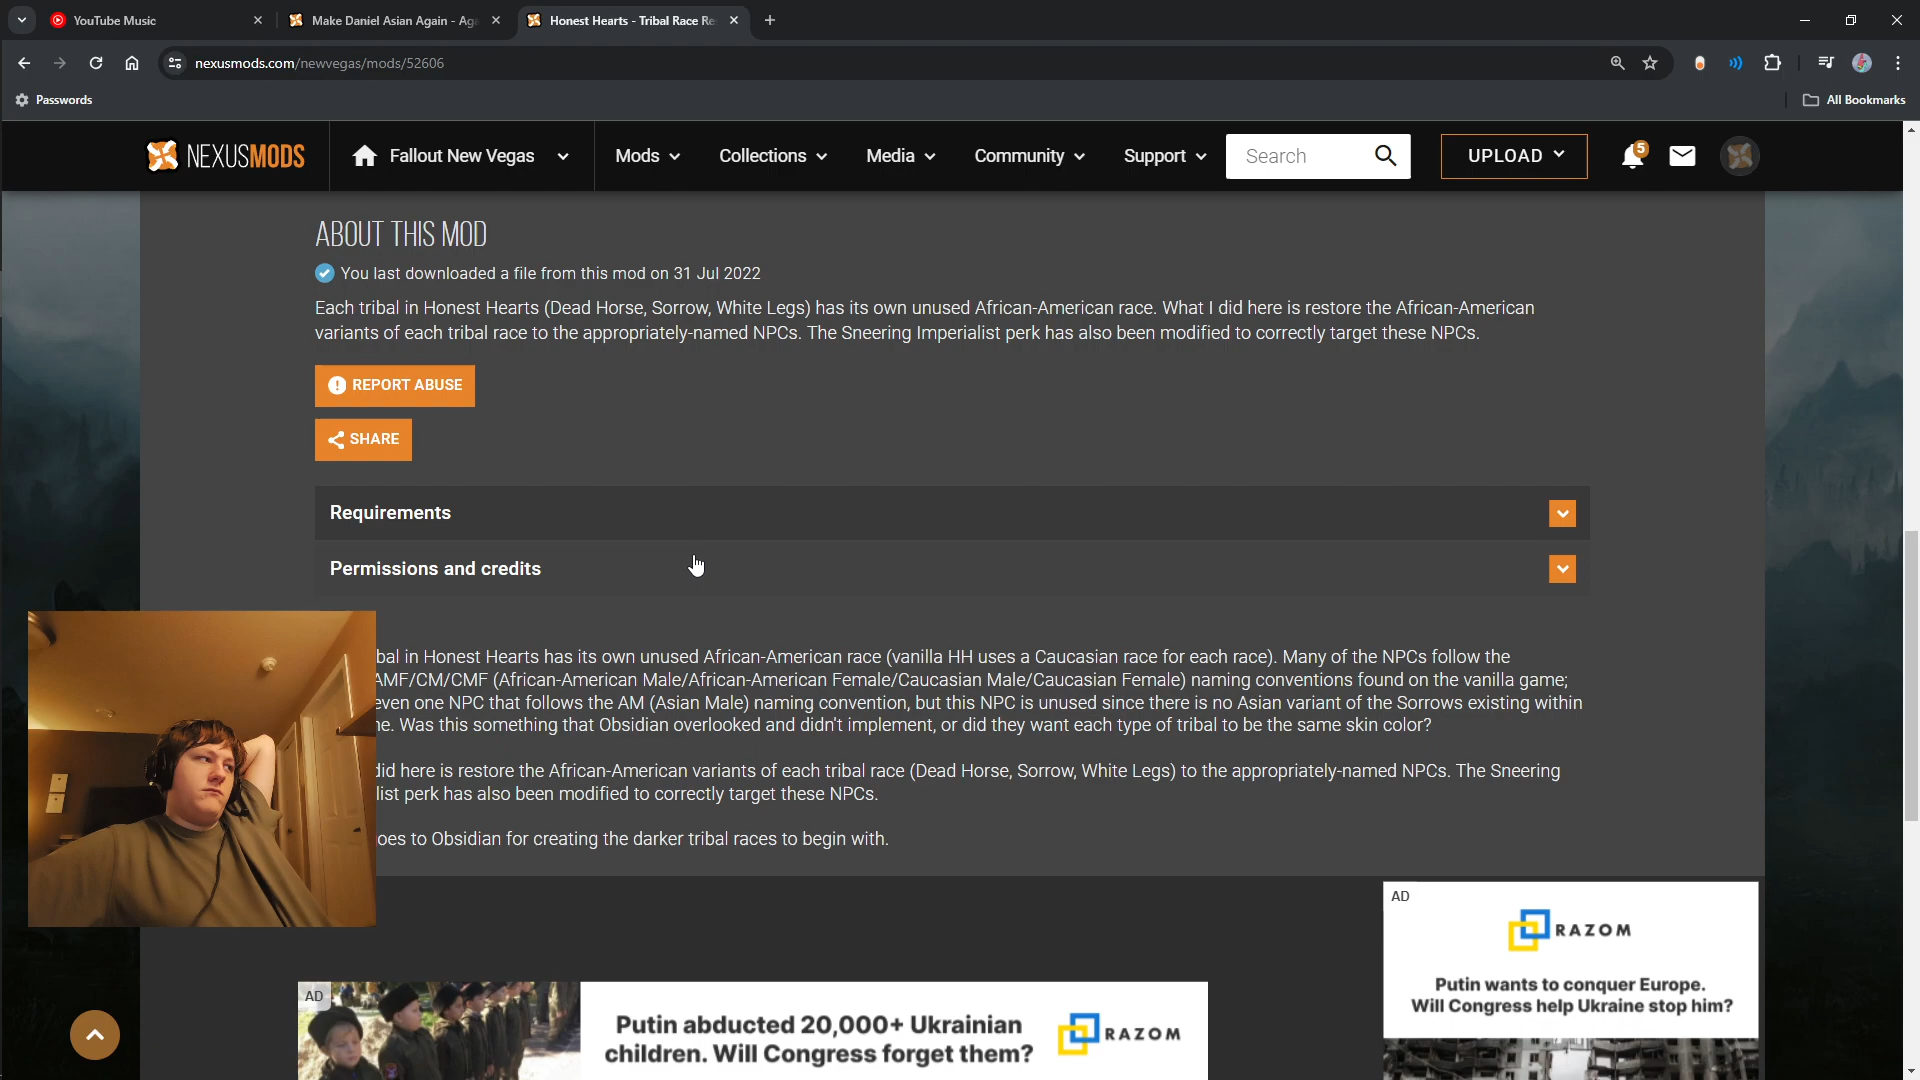 YouTube Music
Make Daniel Asian Again - Ag
Honest Hearts - Tribal Race Re
nexusmods.com/newvegas/mods/52606
Passwords
All Bookmarks
NEXUSMODS
Fallout New Vegas
Mods
Collections
Media
Community
Support
Search
UPLOAD
5
ABOUT THIS MOD
You last downloaded a file from this mod on 31 Jul 2022
Each tribal in Honest Hearts (Dead Horse, Sorrow, White Legs) has its own unused African-American race. What I did here is restore the African-American
variants of each tribal race to the appropriately-named NPCs. The Sneering Imperialist perk has also been modified to correctly target these NPCs.
REPORT ABUSE
SHARE
Requirements
Permissions and credits
bal in Honest Hearts has its own unused African-American race (vanilla HH uses a Caucasian race for each race). Many of the NPCs follow the
AMF/CM/CMF (African-American Male/African-American Female/Caucasian Male/Caucasian Female) naming conventions found on the vanilla game;
even one NPC that follows the AM (Asian Male) naming convention, but this NPC is unused since there is no Asian variant of the Sorrows existing within
e. Was this something that Obsidian overlooked and didn't implement, or did they want each type of tribal to be the same skin color?
did here is restore the African-American variants of each tribal race (Dead Horse, Sorrow, White Legs) to the appropriately-named NPCs. The Sneering
list perk has also been modified to correctly target these NPCs.
oes to Obsidian for creating the darker tribal races to begin with.
AD
RAZOM
Putin wants to conquer Europe.
Will Congress help Ukraine stop him?
AD
Putin abducted 20,000+ Ukrainian
children. Will Congress forget them?
RAZOM